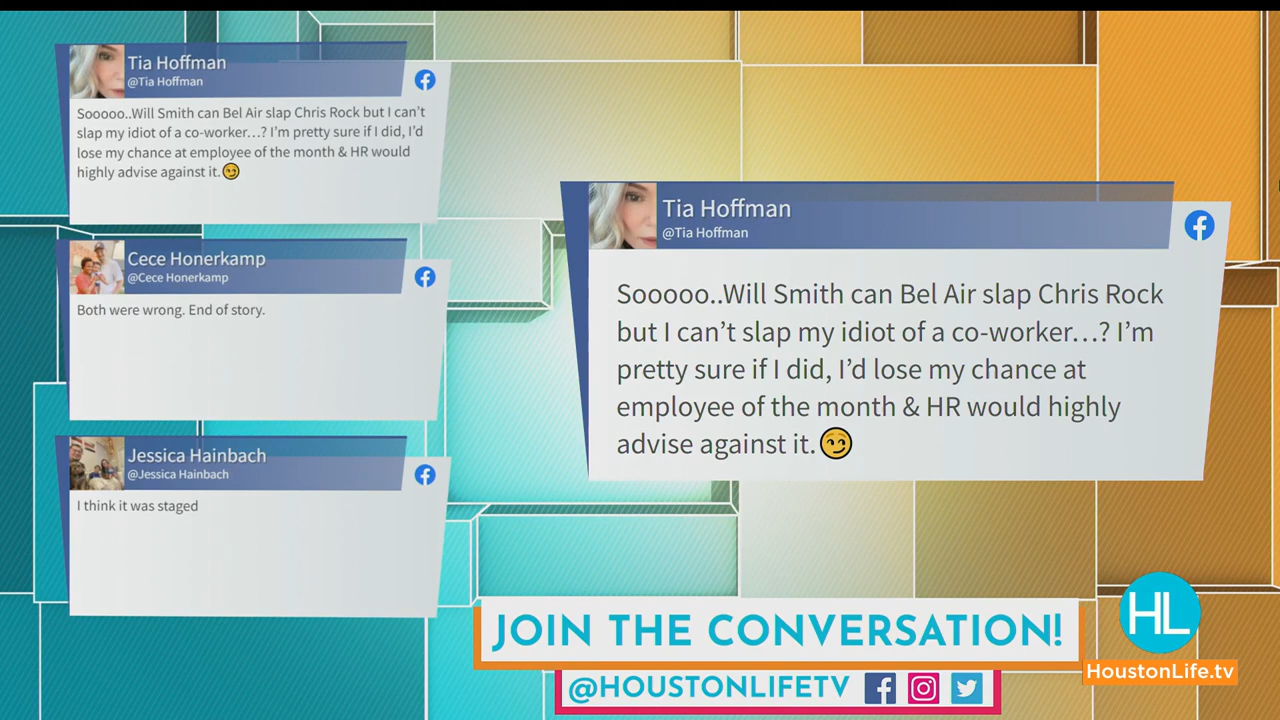 Tia Hoffman
@Tia Hoffman
Sooooo..Will Smith can Bel Air slap Chris Rock but I can't
slap my idiot of a co-worker...? I'm pretty sure if I did, I'd
lose my chance at employee of the month & HR would
highly advise against it.😏
Cece Honerkamp
@Cece Honerkamp
Both were wrong. End of story.
Jessica Hainbach
@Jessica Hainbach
I think it was staged
Tia Hoffman
@Tia Hoffman
Sooooo..Will Smith can Bel Air slap Chris Rock
but I can't slap my idiot of a co-worker...? I'm
pretty sure if I did, I'd lose my chance at
employee of the month & HR would highly
advise against it.😏
JOIN THE CONVERSATION!
@HOUSTONLIFETV
HL
HoustonLife.tv